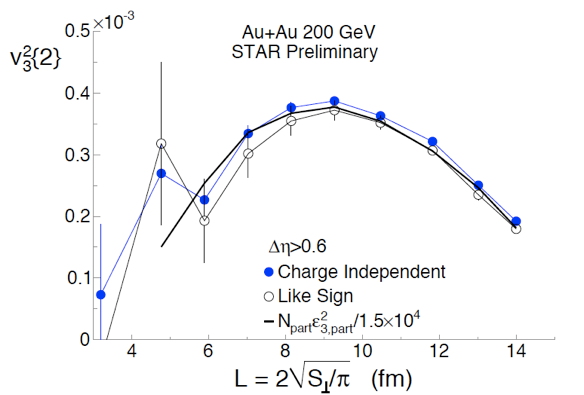 ×10⁻³
Au+Au 200 GeV
STAR Preliminary
v₃²{2}
0.5
0.4
0.3
0.2
0.1
0
Δη>0.6
Charge Independent
Like Sign
N_part ε²_3,part/1.5×10⁴
4 6 8 10 12 14
L = 2√S⊥/π (fm)